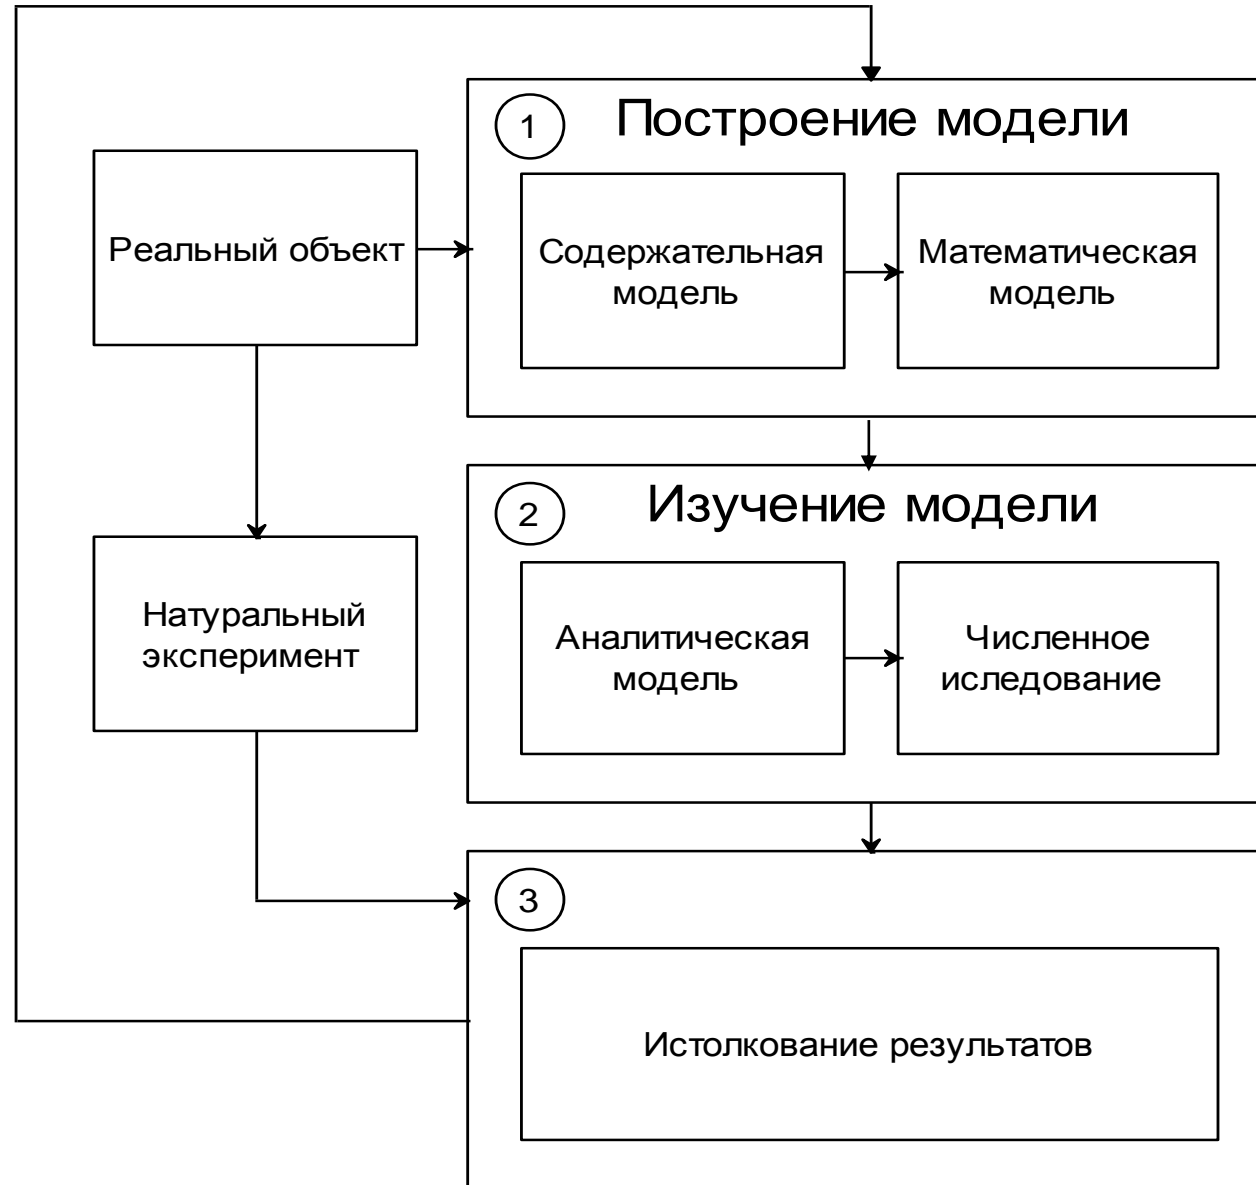 1
Построение модели
Реальный объект
Содержательная
модель
Математическая
модель
2
Изучение модели
Натуральный
эксперимент
Аналитическая
модель
Численное
иследование
3
Истолкование результатов